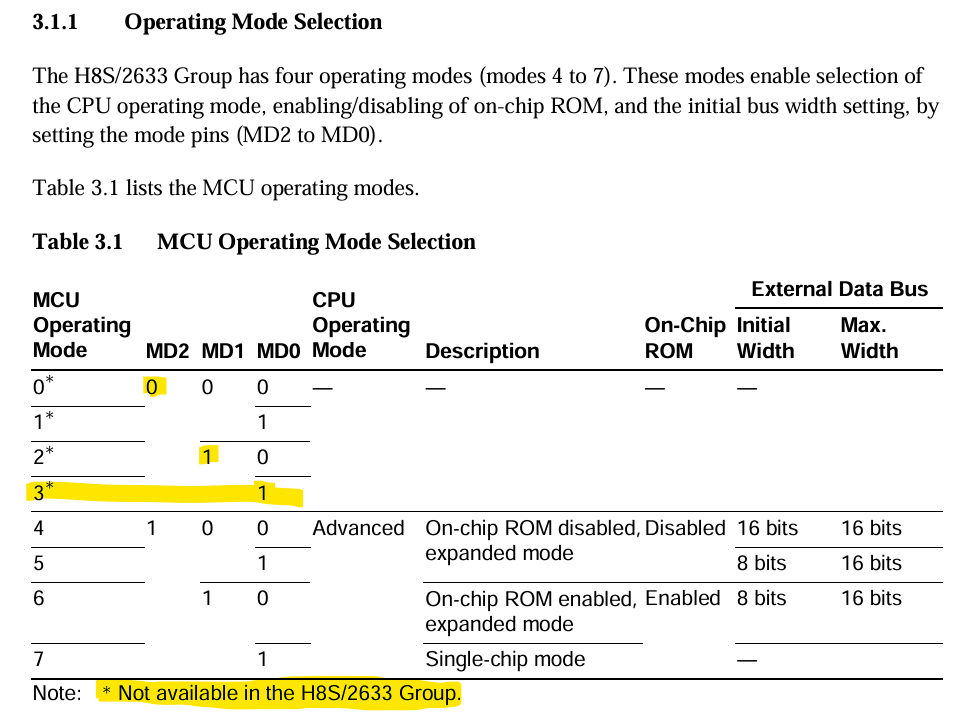 3.1.1 Operating Mode Selection
The H8S/2633 Group has four operating modes (modes 4 to 7). These modes enable selection of
the CPU operating mode, enabling/disabling of on-chip ROM, and the initial bus width setting, by
setting the mode pins (MD2 to MD0).
Table 3.1 lists the MCU operating modes.
Table 3.1 MCU Operating Mode Selection
External Data Bus
MCU CPU
Operating Operating On-Chip Initial Max.
Mode MD2 MD1 MD0 Mode Description ROM Width Width
0* 0 0 0 — — — —
1* 1
2* 1 0
3* 1
4 1 0 0 Advanced On-chip ROM disabled, Disabled 16 bits 16 bits
expanded mode
5 1 8 bits 16 bits
6 1 0 On-chip ROM enabled, Enabled 8 bits 16 bits
expanded mode
7 1 Single-chip mode —
Note: * Not available in the H8S/2633 Group.